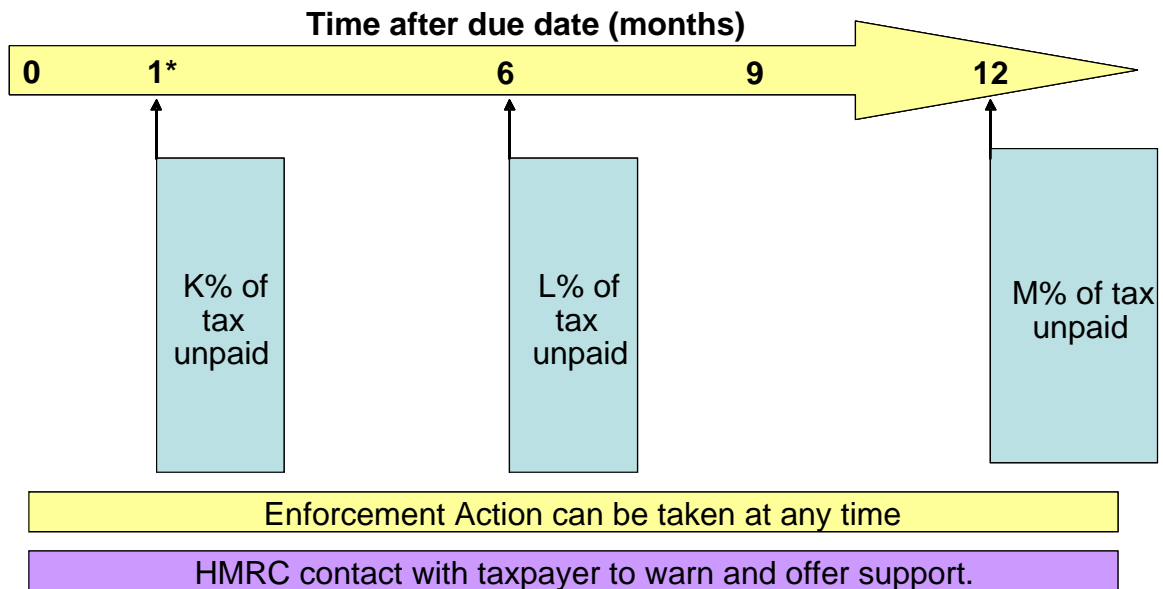 Time after due date (months)
0 1* 6 9 12
K% of
tax
unpaid
L% of
tax
unpaid
M% of tax
unpaid
Enforcement Action can be taken at any time
HMRC contact with taxpayer to warn and offer support.